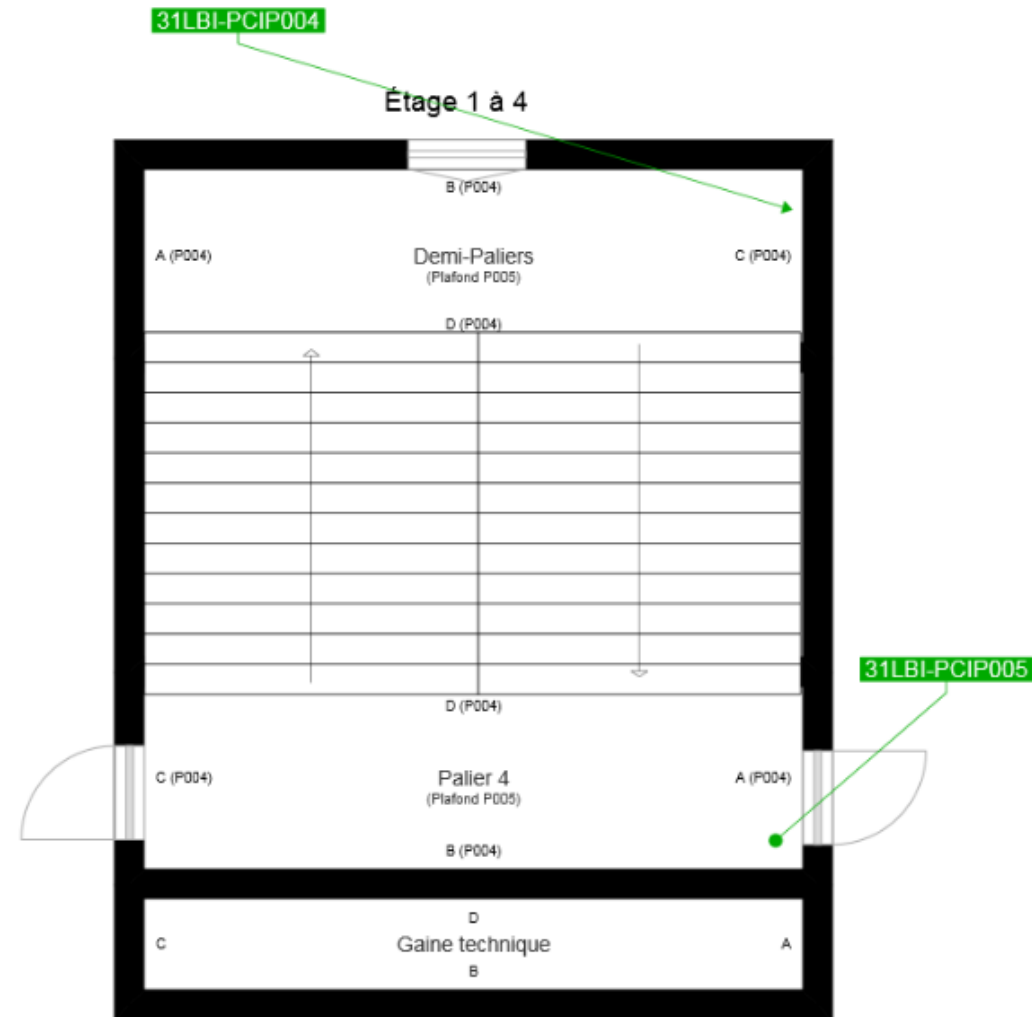 31LBI-PCIP004
Étage 1 à 4
B (P004)
A (P004)
Demi-Paliers
C (P004)
(Plafond P005)
D (P004)
31LBI-PCIP005
D (P004)
C (P004)
Palier 4
A (P004)
(Plafond P005)
B (P004)
D
C
Gaine technique
A
B